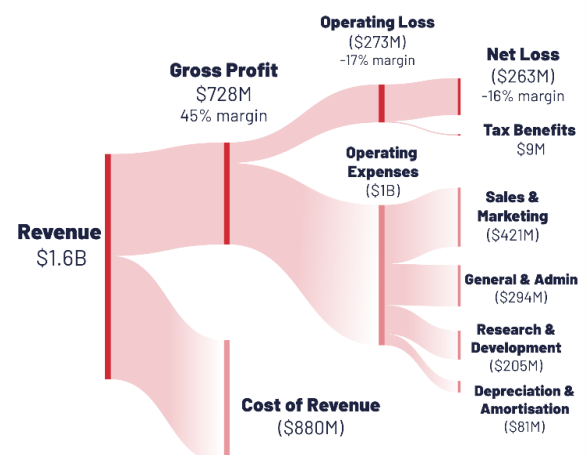 Operating Loss
($273M)
-17% margin
Net Loss
($263M)
-16% margin
Gross Profit
$728M
45% margin
Tax Benefits
$9M
Operating
Expenses
($1B)
Sales &
Marketing
($421M)
Revenue
$1.6B
General & Admin
($294M)
Research &
Development
($205M)
Depreciation &
Amortisation
($81M)
Cost of Revenue
($880M)